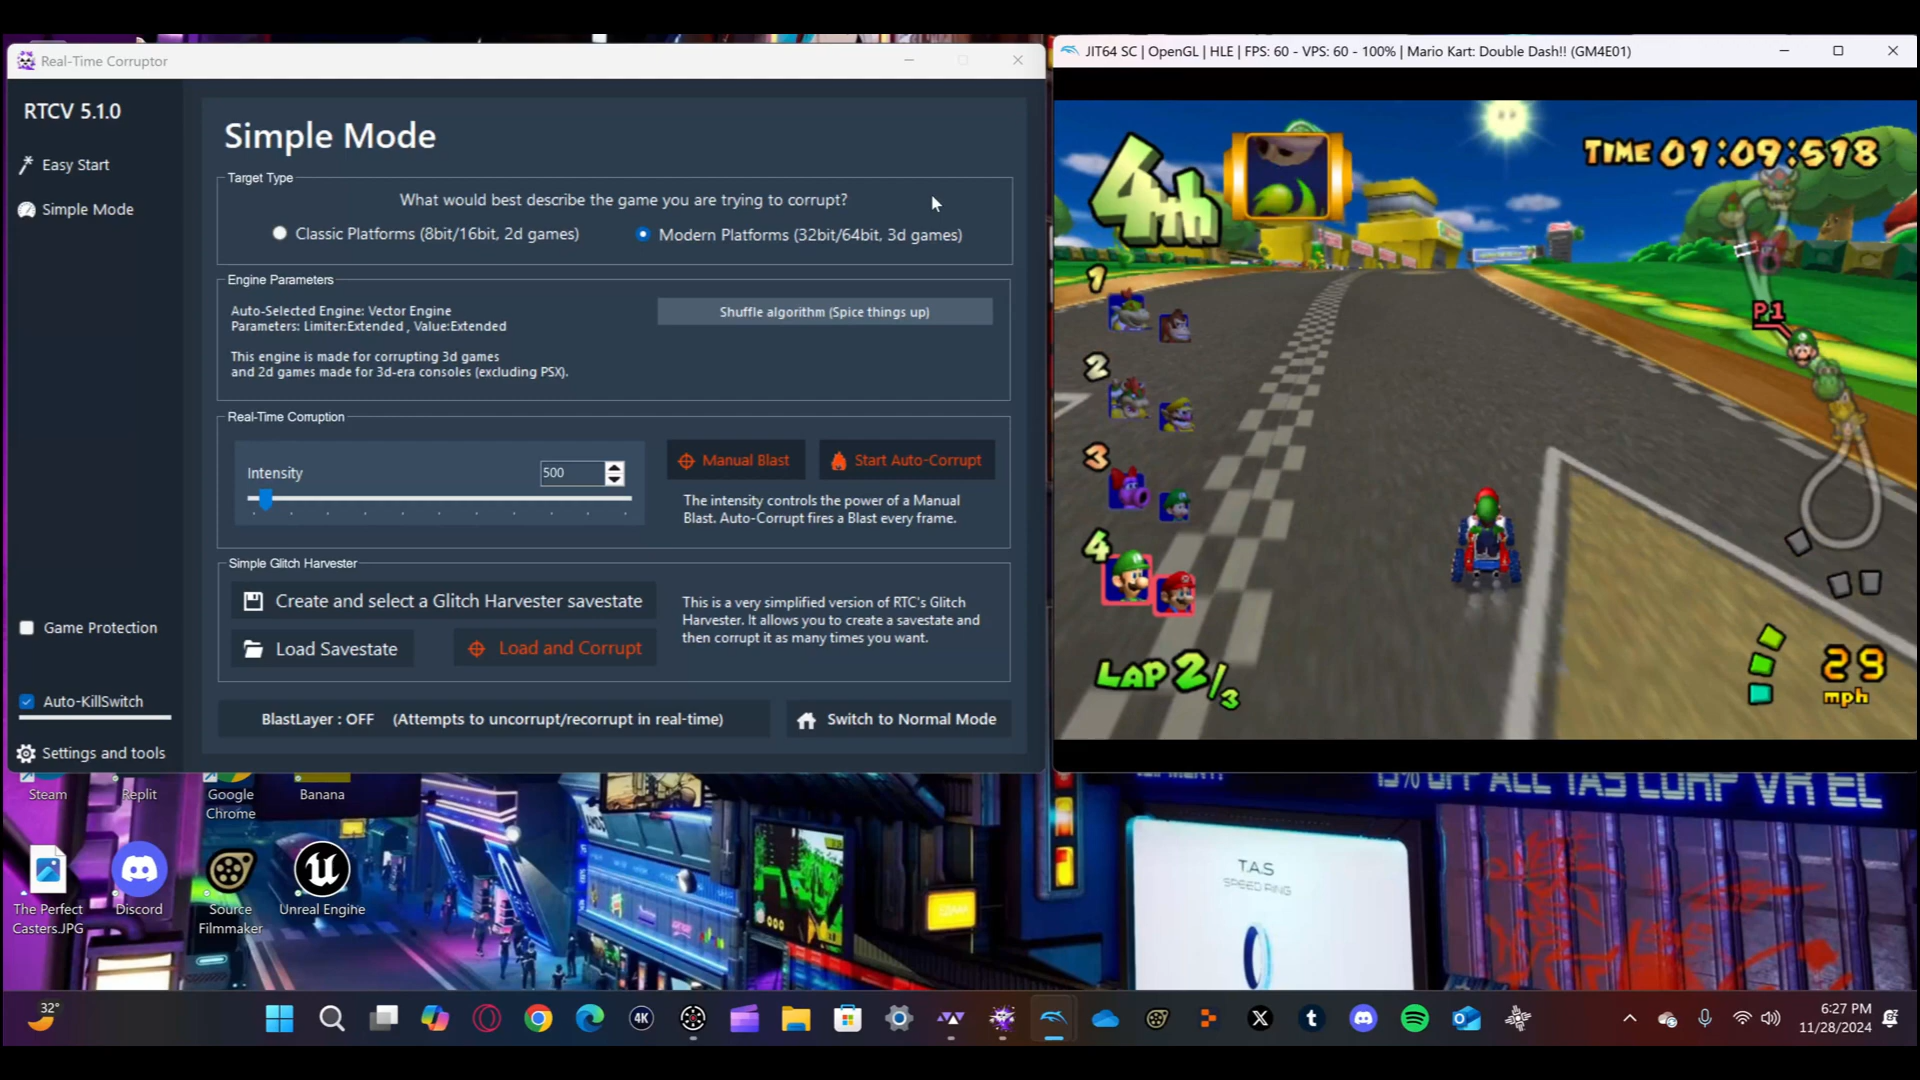 Real-Time Corruptor
RTCV 5.1.0
Easy Start
Simple Mode
Game Protection
Auto-KillSwitch
Settings and tools
Simple Mode
Target Type
What would best describe the game you are trying to corrupt?
Classic Platforms (8bit/16bit, 2d games)
Modern Platforms (32bit/64bit, 3d games)
Engine Parameters
Auto-Selected Engine: Vector Engine
Parameters: Limiter:Extended , Value:Extended
Shuffle algorithm (Spice things up)
This engine is made for corrupting 3d games
and 2d games made for 3d-era consoles (excluding PSX).
Real-Time Corruption
Intensity
500
Manual Blast
Start Auto-Corrupt
The intensity controls the power of a Manual
Blast. Auto-Corrupt fires a Blast every frame.
Simple Glitch Harvester
Create and select a Glitch Harvester savestate
Load Savestate
Load and Corrupt
This is a very simplified version of RTC's Glitch
Harvester. It allows you to create a savestate and
then corrupt it as many times you want.
BlastLayer : OFF (Attempts to uncorrupt/recorrupt in real-time)
Switch to Normal Mode
JIT64 SC | OpenGL | HLE | FPS: 60 - VPS: 60 - 100% | Mario Kart: Double Dash!! (GM4E01)
4th
TIME 01:09:518
P1
1
2
3
4
LAP 2/3
29
mph
Steam
Replit
Google
Chrome
Banana
The Perfect
Casters.JPG
Discord
Source
Filmmaker
Unreal Engine
15% OFF ALL TAS CORP VR EL
T.A.S
SPEED RING
32°
4K
6:27 PM
11/28/2024